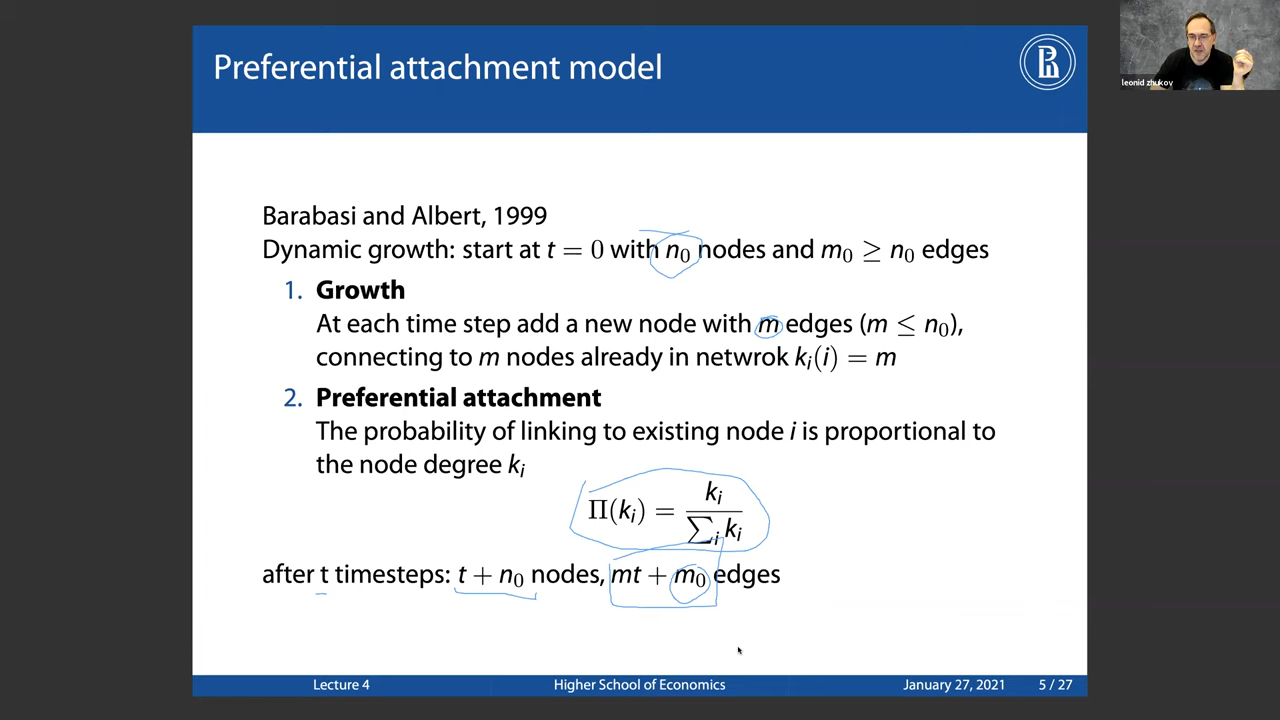 Preferential attachment model
leonid zhukov
Barabasi and Albert, 1999
Dynamic growth: start at t = 0 with n₀ nodes and m₀ ≥ n₀ edges
1. Growth
At each time step add a new node with m edges (m ≤ n₀),
connecting to m nodes already in netwrok kᵢ(i) = m
2. Preferential attachment
The probability of linking to existing node i is proportional to
the node degree kᵢ
Π(kᵢ) = kᵢ / ∑ᵢ kᵢ
after t timesteps: t + n₀ nodes, mt + m₀ edges
Lecture 4 Higher School of Economics January 27, 2021 5 / 27